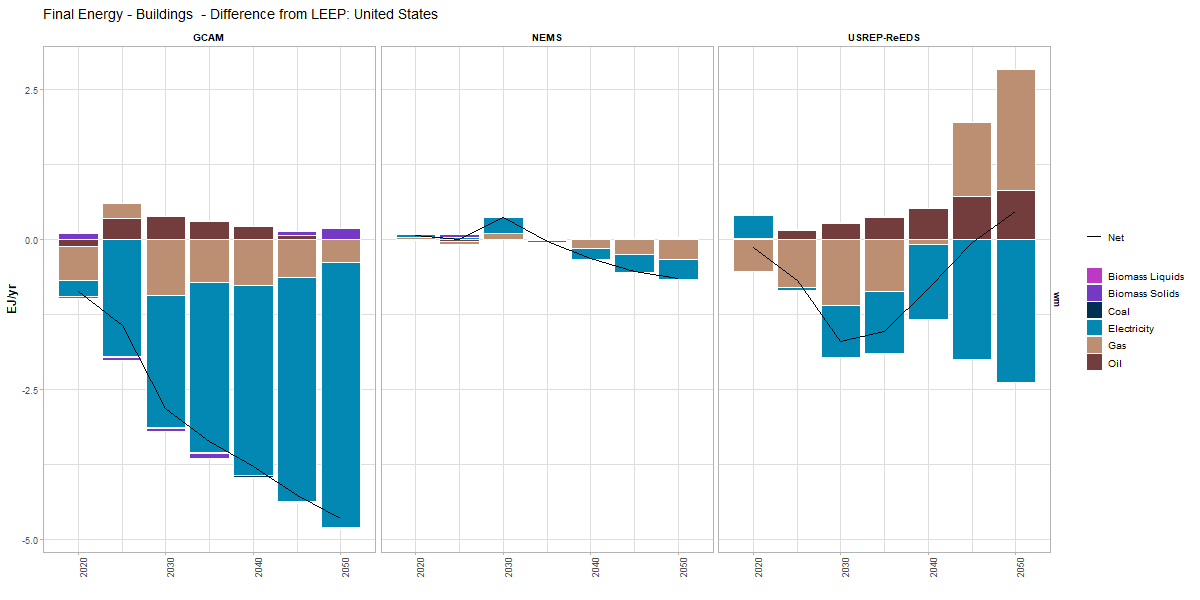 Final Energy - Buildings  - Difference from LEEP: United States
GCAM
NEMS
USREP-ReEDS
EJ/yr
2.5
0.0
-2.5
-5.0
2020
2030
2040
2050
2020
2030
2040
2050
2020
2030
2040
2050
wm
Net
Biomass Liquids
Biomass Solids
Coal
Electricity
Gas
Oil